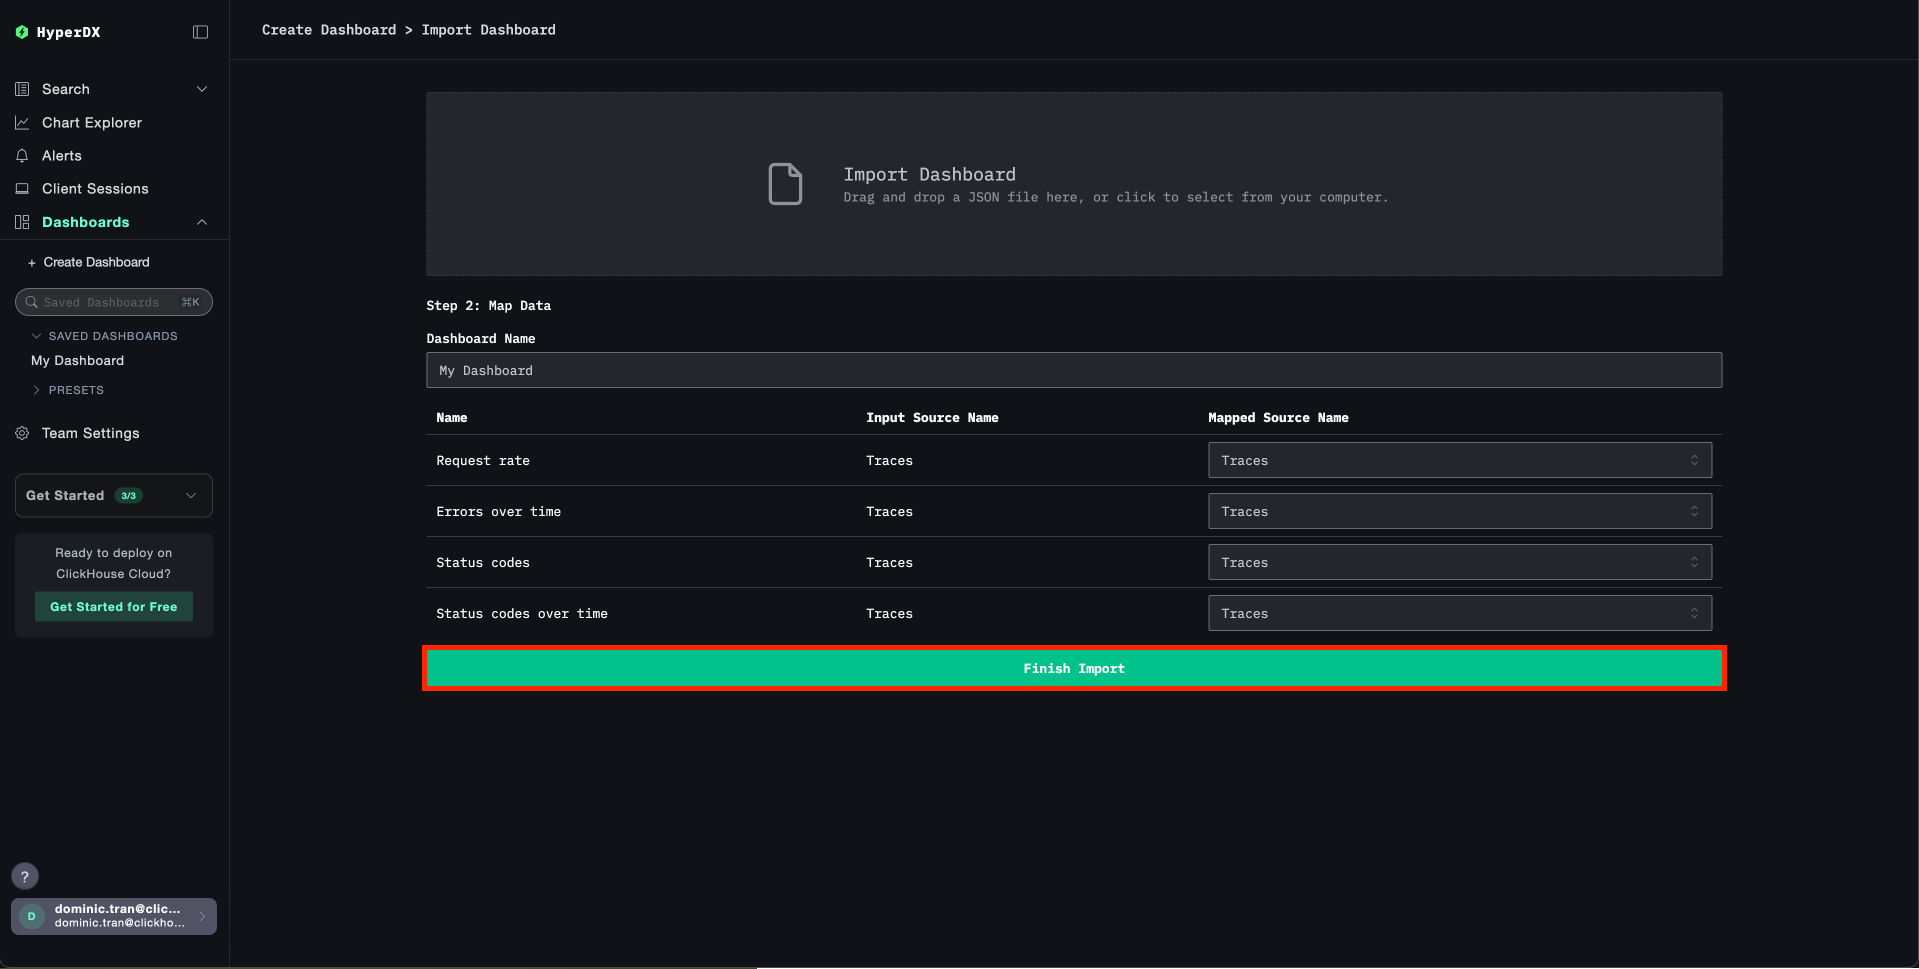 HyperDX
Search
Chart Explorer
Alerts
Client Sessions
Dashboards
+ Create Dashboard
Saved Dashboards ⌘K
SAVED DASHBOARDS
My Dashboard
PRESETS
Team Settings
Get Started 3/3
Ready to deploy on
ClickHouse Cloud?
Get Started for Free
?
D
dominic.tran@clic...
dominic.tran@clickho...
Create Dashboard > Import Dashboard
Import Dashboard
Drag and drop a JSON file here, or click to select from your computer.
Step 2: Map Data
Dashboard Name
My Dashboard
Name Input Source Name Mapped Source Name
Request rate Traces Traces
Errors over time Traces Traces
Status codes Traces Traces
Status codes over time Traces Traces
Finish Import